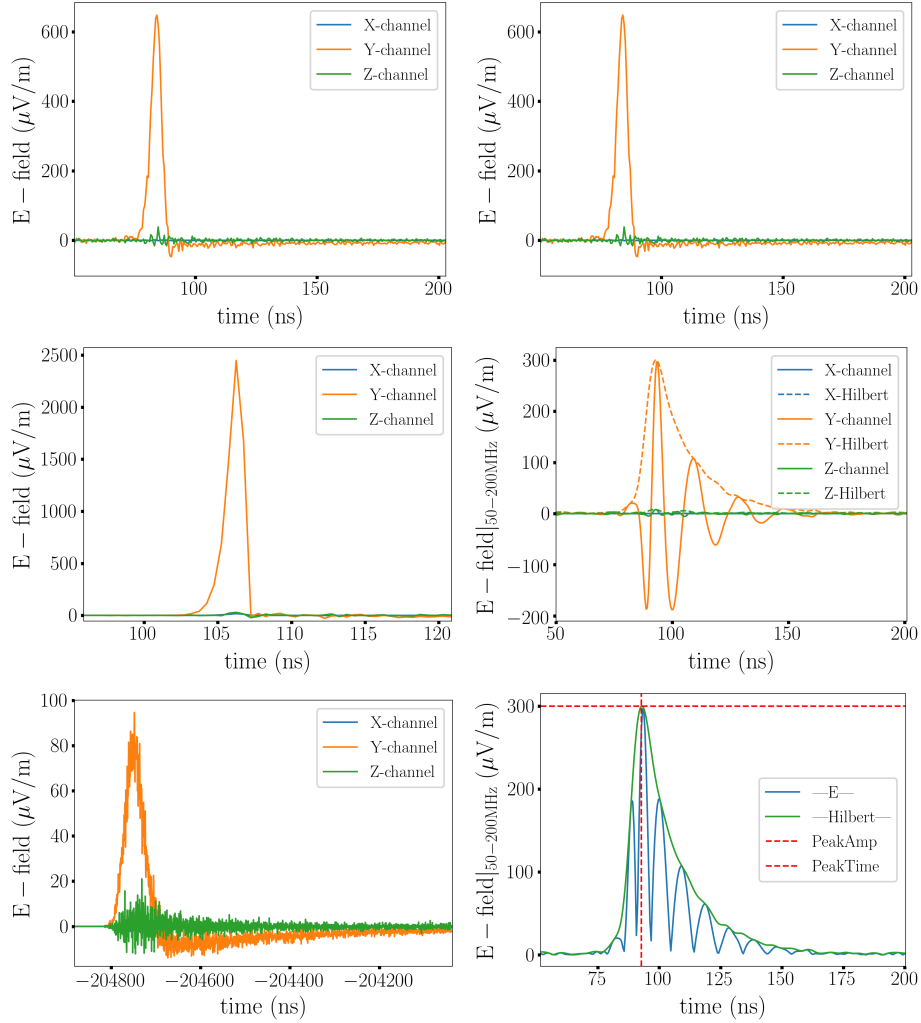 600
400
200
0
E − field (μV/m)
X-channel
Y-channel
Z-channel
100
150
200
time (ns)
600
400
200
0
E − field (μV/m)
X-channel
Y-channel
Z-channel
100
150
200
time (ns)
2500
2000
1500
1000
500
0
E − field (μV/m)
X-channel
Y-channel
Z-channel
100
105
110
115
120
time (ns)
300
200
100
0
−100
−200
E − field|50−200MHz (μV/m)
X-channel
X-Hilbert
Y-channel
Y-Hilbert
Z-channel
Z-Hilbert
50
100
150
200
time (ns)
100
80
60
40
20
0
E − field (μV/m)
X-channel
Y-channel
Z-channel
−204800
−204600
−204400
−204200
time (ns)
300
200
100
0
E − field|50−200MHz (μV/m)
—E—
—Hilbert—
PeakAmp
PeakTime
75
100
125
150
175
200
time (ns)